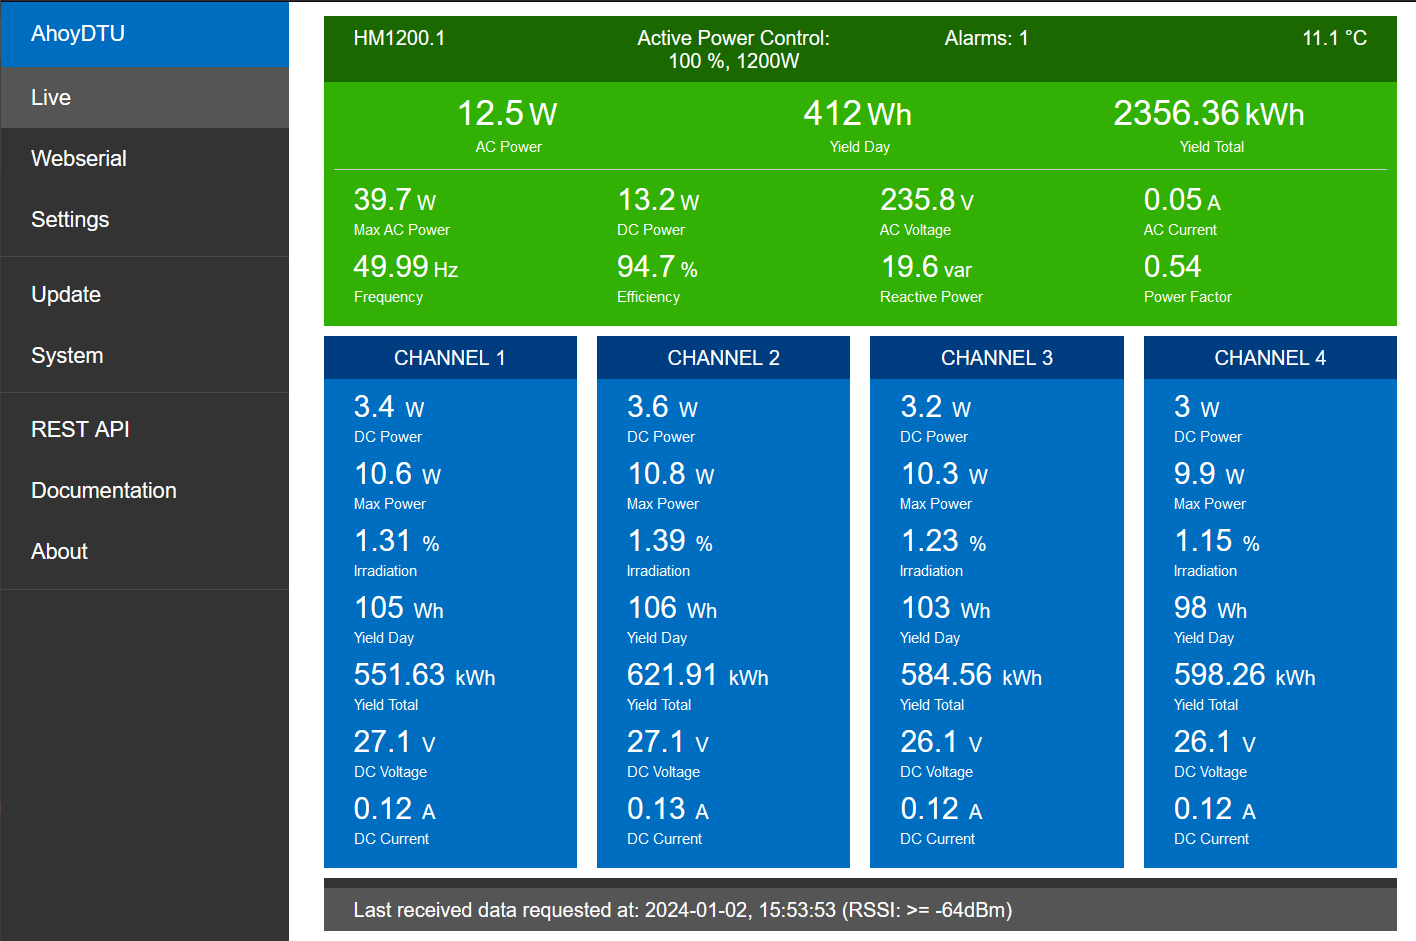 AhoyDTU
Live
Webserial
Settings
Update
System
REST API
Documentation
About
HM1200.1
Active Power Control:
100 %, 1200W
Alarms: 1
11.1 °C
12.5 W
AC Power
412 Wh
Yield Day
2356.36 kWh
Yield Total
39.7 W
Max AC Power
13.2 W
DC Power
235.8 V
AC Voltage
0.05 A
AC Current
49.99 Hz
Frequency
94.7 %
Efficiency
19.6 var
Reactive Power
0.54
Power Factor
CHANNEL 1
3.4 W
DC Power
10.6 W
Max Power
1.31 %
Irradiation
105 Wh
Yield Day
551.63 kWh
Yield Total
27.1 V
DC Voltage
0.12 A
DC Current
CHANNEL 2
3.6 W
DC Power
10.8 W
Max Power
1.39 %
Irradiation
106 Wh
Yield Day
621.91 kWh
Yield Total
27.1 V
DC Voltage
0.13 A
DC Current
CHANNEL 3
3.2 W
DC Power
10.3 W
Max Power
1.23 %
Irradiation
103 Wh
Yield Day
584.56 kWh
Yield Total
26.1 V
DC Voltage
0.12 A
DC Current
CHANNEL 4
3 W
DC Power
9.9 W
Max Power
1.15 %
Irradiation
98 Wh
Yield Day
598.26 kWh
Yield Total
26.1 V
DC Voltage
0.12 A
DC Current
Last received data requested at: 2024-01-02, 15:53:53 (RSSI: >= -64dBm)